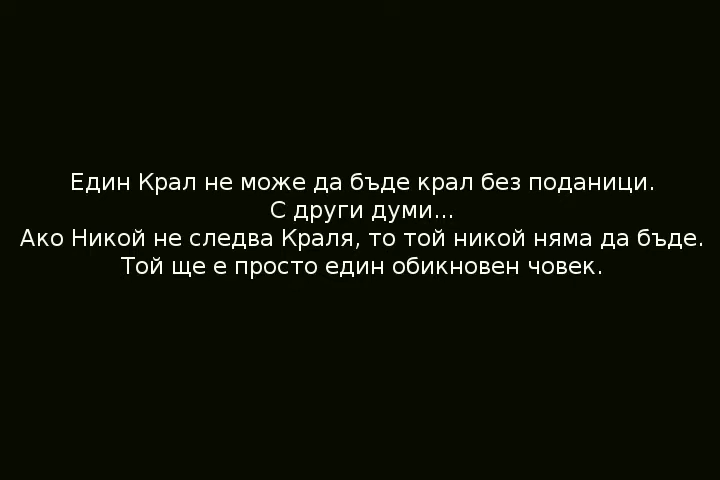 Един Крал не може да бъде крал без поданици.
С други думи...
Ако Никой не следва Краля, то той никой няма да бъде.
Той ще е просто един обикновен човек.